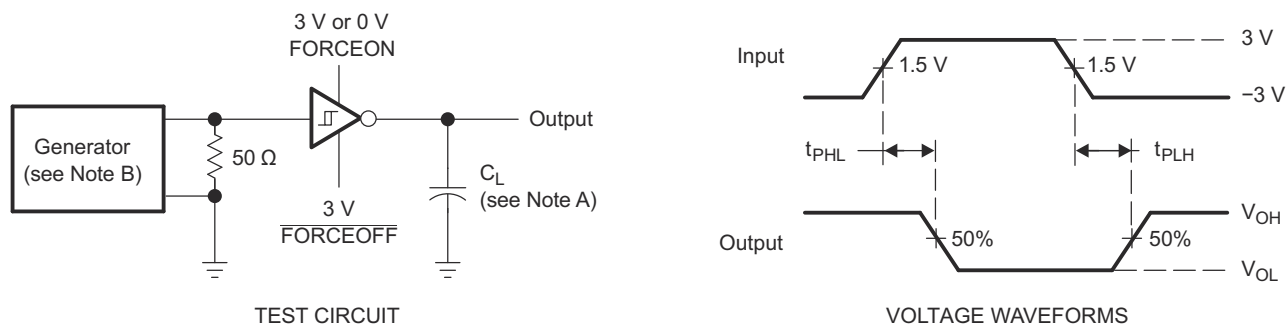 3 V or 0 V
FORCEON
Generator
(see Note B)
50 Ω
Output
C_L
(see Note A)
3 V
FORCEOFF
TEST CIRCUIT
Input
1.5 V
1.5 V
3 V
−3 V
t_PHL
t_PLH
Output
50%
50%
V_OH
V_OL
VOLTAGE WAVEFORMS